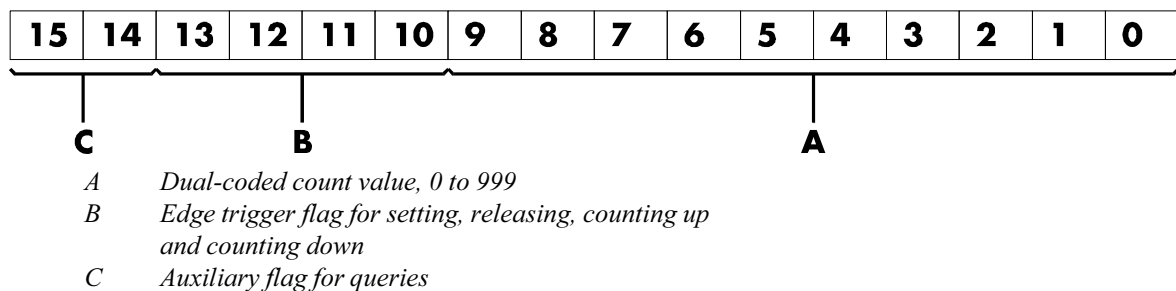 15 14 13 12 11 10 9 8 7 6 5 4 3 2 1 0
C B A
A Dual-coded count value, 0 to 999
B Edge trigger flag for setting, releasing, counting up
and counting down
C Auxiliary flag for queries